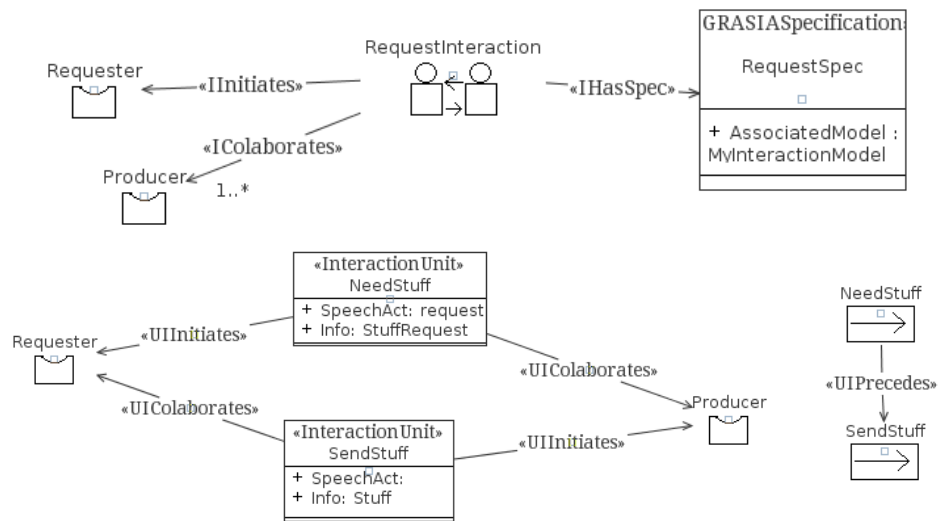 GRASIASpecification
RequestInteraction
Requester
«IInitiates»
«IHasSpec»
RequestSpec
+ AssociatedModel :
MyInteractionModel
«IColaborates»
Producer
1..*
«InteractionUnit»
NeedStuff
+ SpeechAct: request
+ Info: StuffRequest
NeedStuff
Requester
«UIInitiates»
«UIColaborates»
«UIPrecedes»
«UIColaborates»
Producer
«InteractionUnit»
SendStuff
«UIInitiates»
SendStuff
+ SpeechAct:
+ Info: Stuff